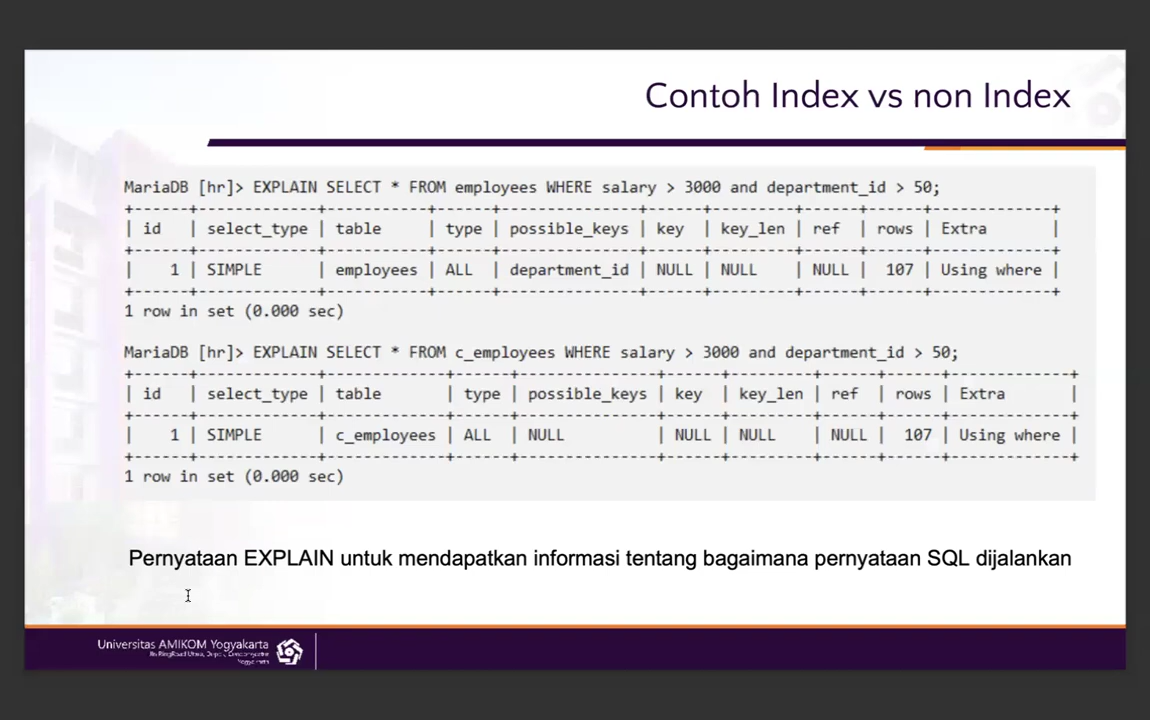 Contoh Index vs non Index
MariaDB [hr]> EXPLAIN SELECT * FROM employees WHERE salary > 3000 and department_id > 50;
+------+-------------+-----------+------+---------------+------+---------+------+------+-------------+
| id | select_type | table | type | possible_keys | key | key_len | ref | rows | Extra |
+------+-------------+-----------+------+---------------+------+---------+------+------+-------------+
| 1 | SIMPLE | employees | ALL | department_id | NULL | NULL | NULL | 107 | Using where |
+------+-------------+-----------+------+---------------+------+---------+------+------+-------------+
1 row in set (0.000 sec)
MariaDB [hr]> EXPLAIN SELECT * FROM c_employees WHERE salary > 3000 and department_id > 50;
+------+-------------+-------------+------+---------------+------+---------+------+------+-------------+
| id | select_type | table | type | possible_keys | key | key_len | ref | rows | Extra |
+------+-------------+-------------+------+---------------+------+---------+------+------+-------------+
| 1 | SIMPLE | c_employees | ALL | NULL | NULL | NULL | NULL | 107 | Using where |
+------+-------------+-------------+------+---------------+------+---------+------+------+-------------+
1 row in set (0.000 sec)
Pernyataan EXPLAIN untuk mendapatkan informasi tentang bagaimana pernyataan SQL dijalankan
Universitas AMIKOM Yogyakarta
Yogyakarta